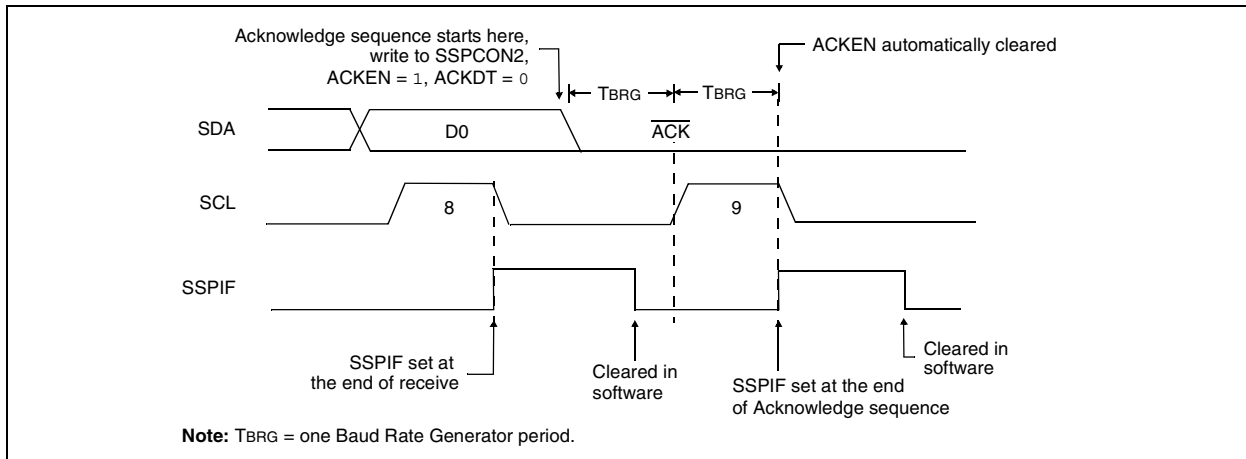 Acknowledge sequence starts here,
write to SSPCON2,
ACKEN = 1, ACKDT = 0
ACKEN automatically cleared
TBRG
TBRG
SDA
D0
ACK
SCL
8
9
SSPIF
SSPIF set at
the end of receive
Cleared in
software
SSPIF set at the end
of Acknowledge sequence
Cleared in
software
Note: TBRG = one Baud Rate Generator period.